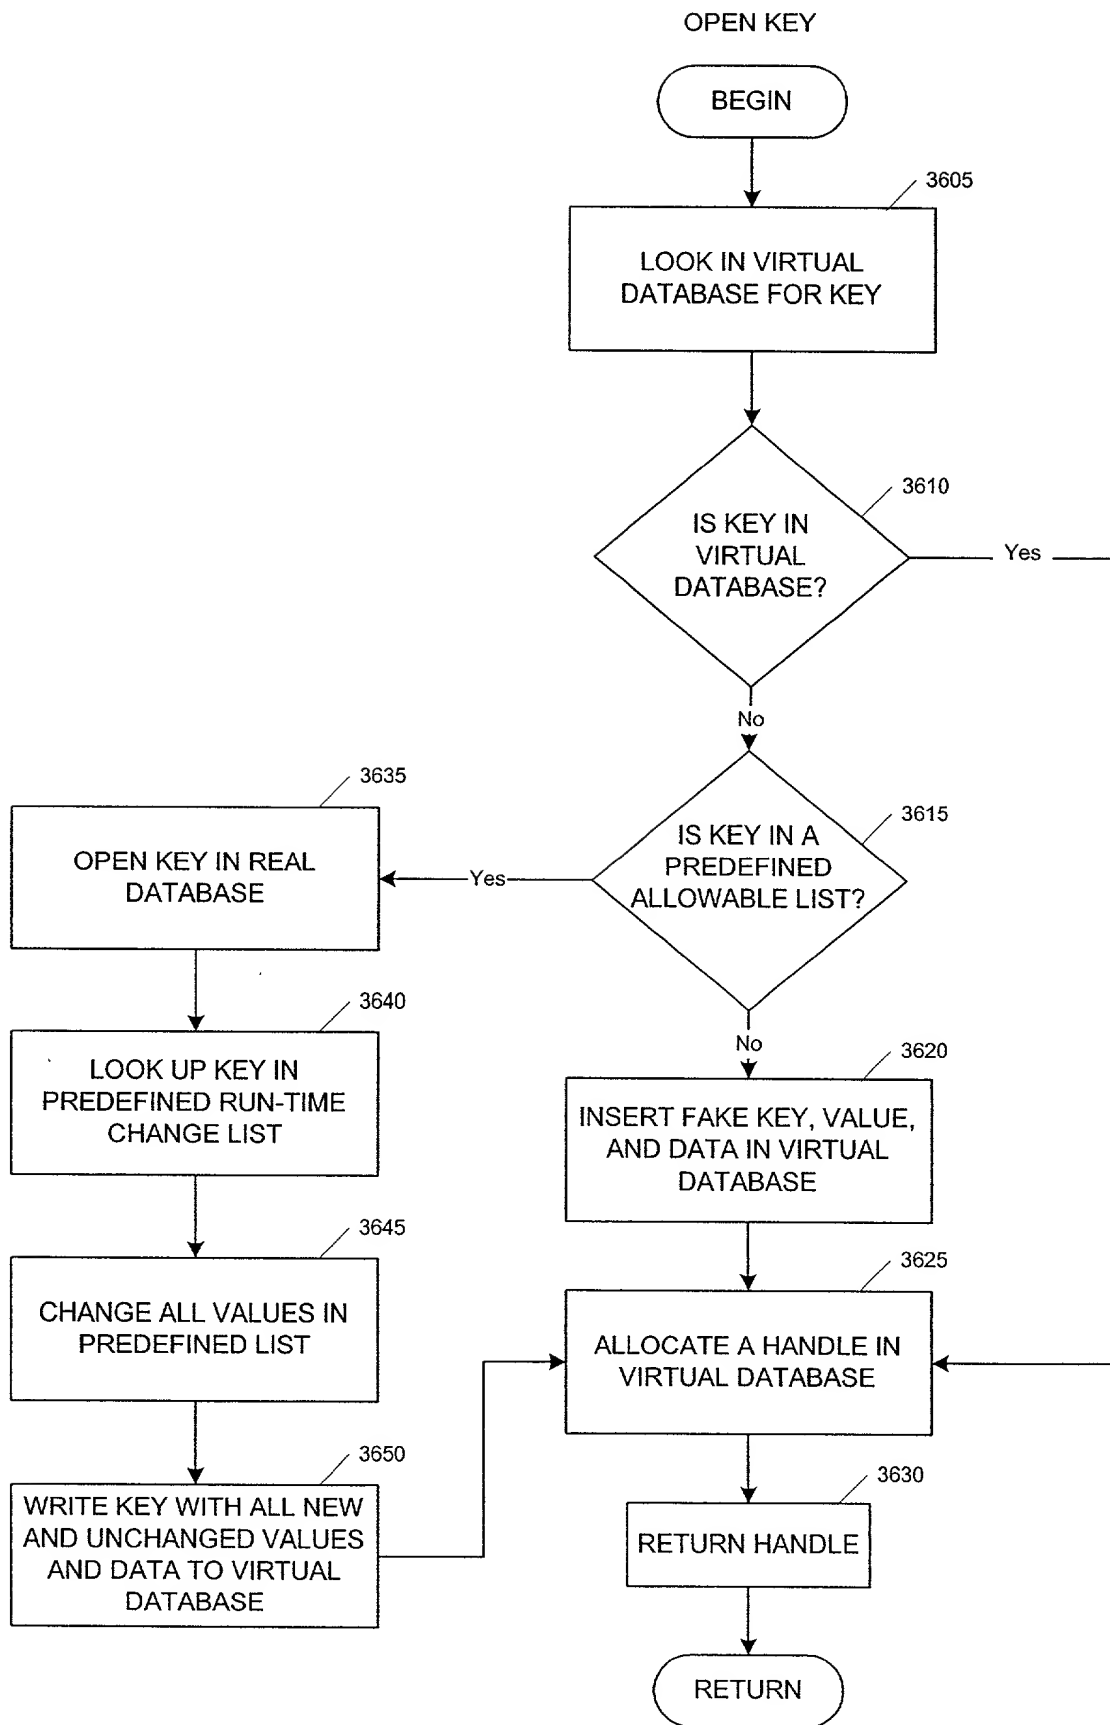 OPEN KEY
BEGIN
3605
LOOK IN VIRTUAL
DATABASE FOR KEY
3610
IS KEY IN
VIRTUAL
DATABASE?
Yes
No
3615
IS KEY IN A
PREDEFINED
ALLOWABLE LIST?
Yes
3635
OPEN KEY IN REAL
DATABASE
3640
LOOK UP KEY IN
PREDEFINED RUN-TIME
CHANGE LIST
3645
CHANGE ALL VALUES IN
PREDEFINED LIST
3650
WRITE KEY WITH ALL NEW
AND UNCHANGED VALUES
AND DATA TO VIRTUAL
DATABASE
No
3620
INSERT FAKE KEY, VALUE,
AND DATA IN VIRTUAL
DATABASE
3625
ALLOCATE A HANDLE IN
VIRTUAL DATABASE
3630
RETURN HANDLE
RETURN